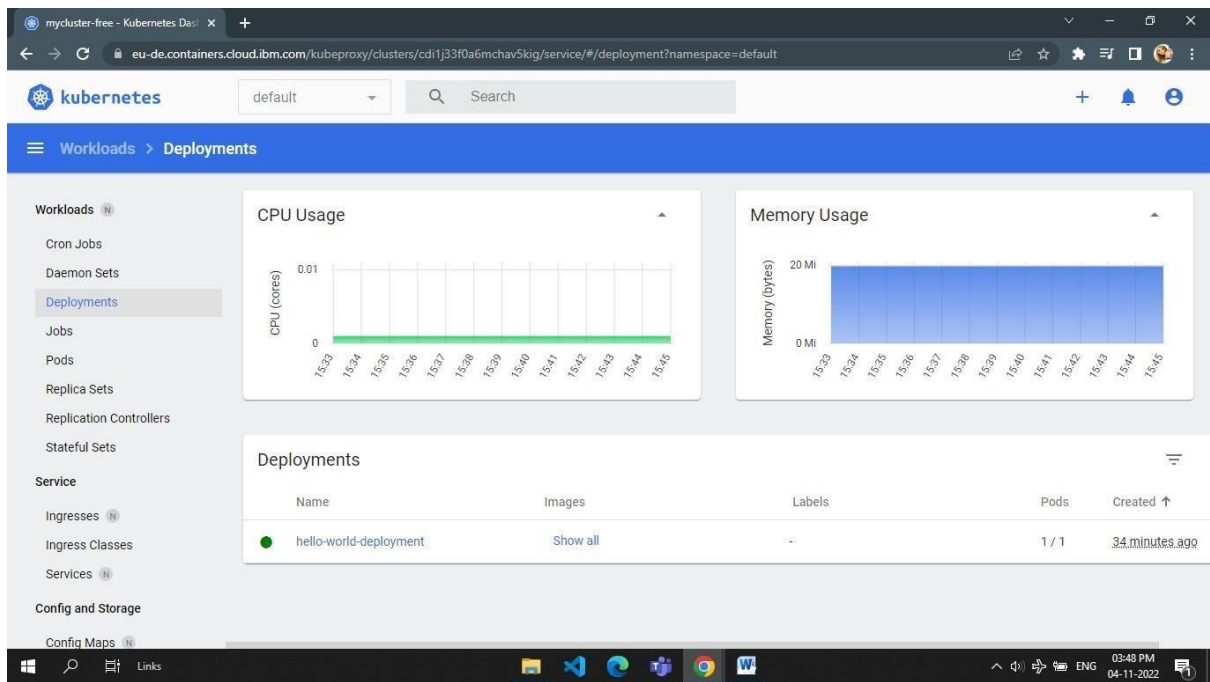 mycluster-free - Kubernetes Das
eu-de.containers.cloud.ibm.com/kubeproxy/clusters/cdi1j33f0a6mchav5kig/service/#/deployment?namespace=default
kubernetes
default
Search
Workloads > Deployments
Workloads N
Cron Jobs
Daemon Sets
Deployments
Jobs
Pods
Replica Sets
Replication Controllers
Stateful Sets
Service
Ingresses N
Ingress Classes
Services N
Config and Storage
Config Maps N
CPU Usage
CPU (cores)
0.01
0
15:33 15:34 15:35 15:36 15:37 15:38 15:39 15:40 15:41 15:42 15:43 15:44 15:45
Memory Usage
Memory (bytes)
20 Mi
0 Mi
15:33 15:34 15:35 15:36 15:37 15:38 15:39 15:40 15:41 15:42 15:43 15:44 15:45
Deployments
Name Images Labels Pods Created ↑
hello-world-deployment Show all - 1 / 1 34 minutes ago
Links
ENG
03:48 PM
04-11-2022
1